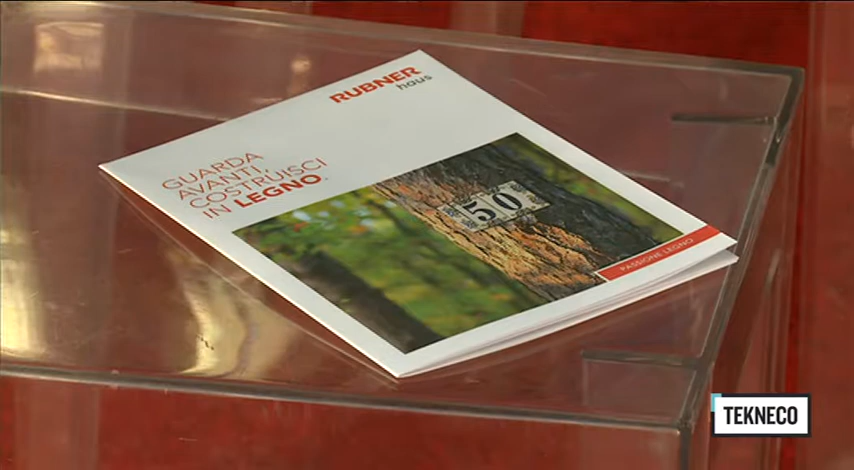 RUBNER
haus
GUARDA
AVANTI,
COSTRUISCI
IN LEGNO.
50
PASSIONE LEGNO
TEKNECO